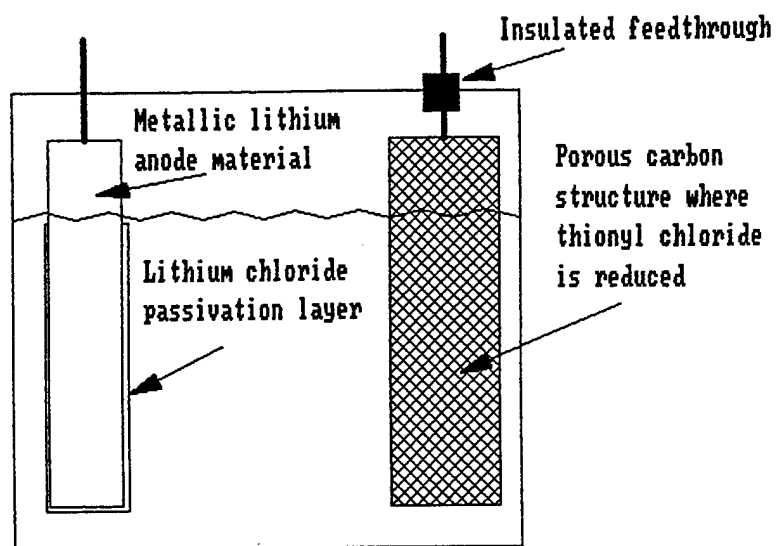 Insulated feedthrough
Metallic lithium
anode material
Porous carbon
structure where
thionyl chloride
is reduced
Lithium chloride
passivation layer